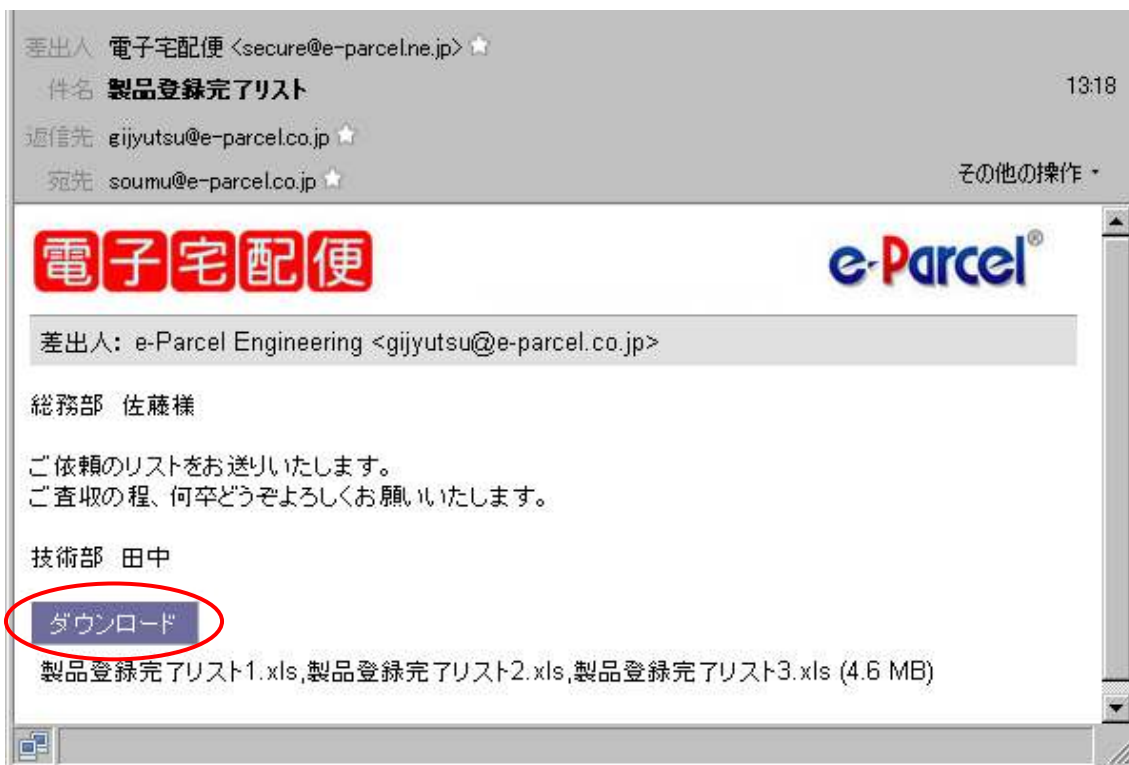 差出人 電子宅配便 <secure@e-parcel.ne.jp>
件名 製品登録完了リスト 13:18
返信先 gijyutsu@e-parcel.co.jp
宛先 soumu@e-parcel.co.jp その他の操作
電子宅配便 e-Parcel®
差出人: e-Parcel Engineering <gijyutsu@e-parcel.co.jp>
総務部 佐藤様
ご依頼のリストをお送りいたします。
ご査収の程、何卒どうぞよろしくお願いいたします。
技術部 田中
ダウンロード
製品登録完了リスト1.xls,製品登録完了リスト2.xls,製品登録完了リスト3.xls (4.6 MB)